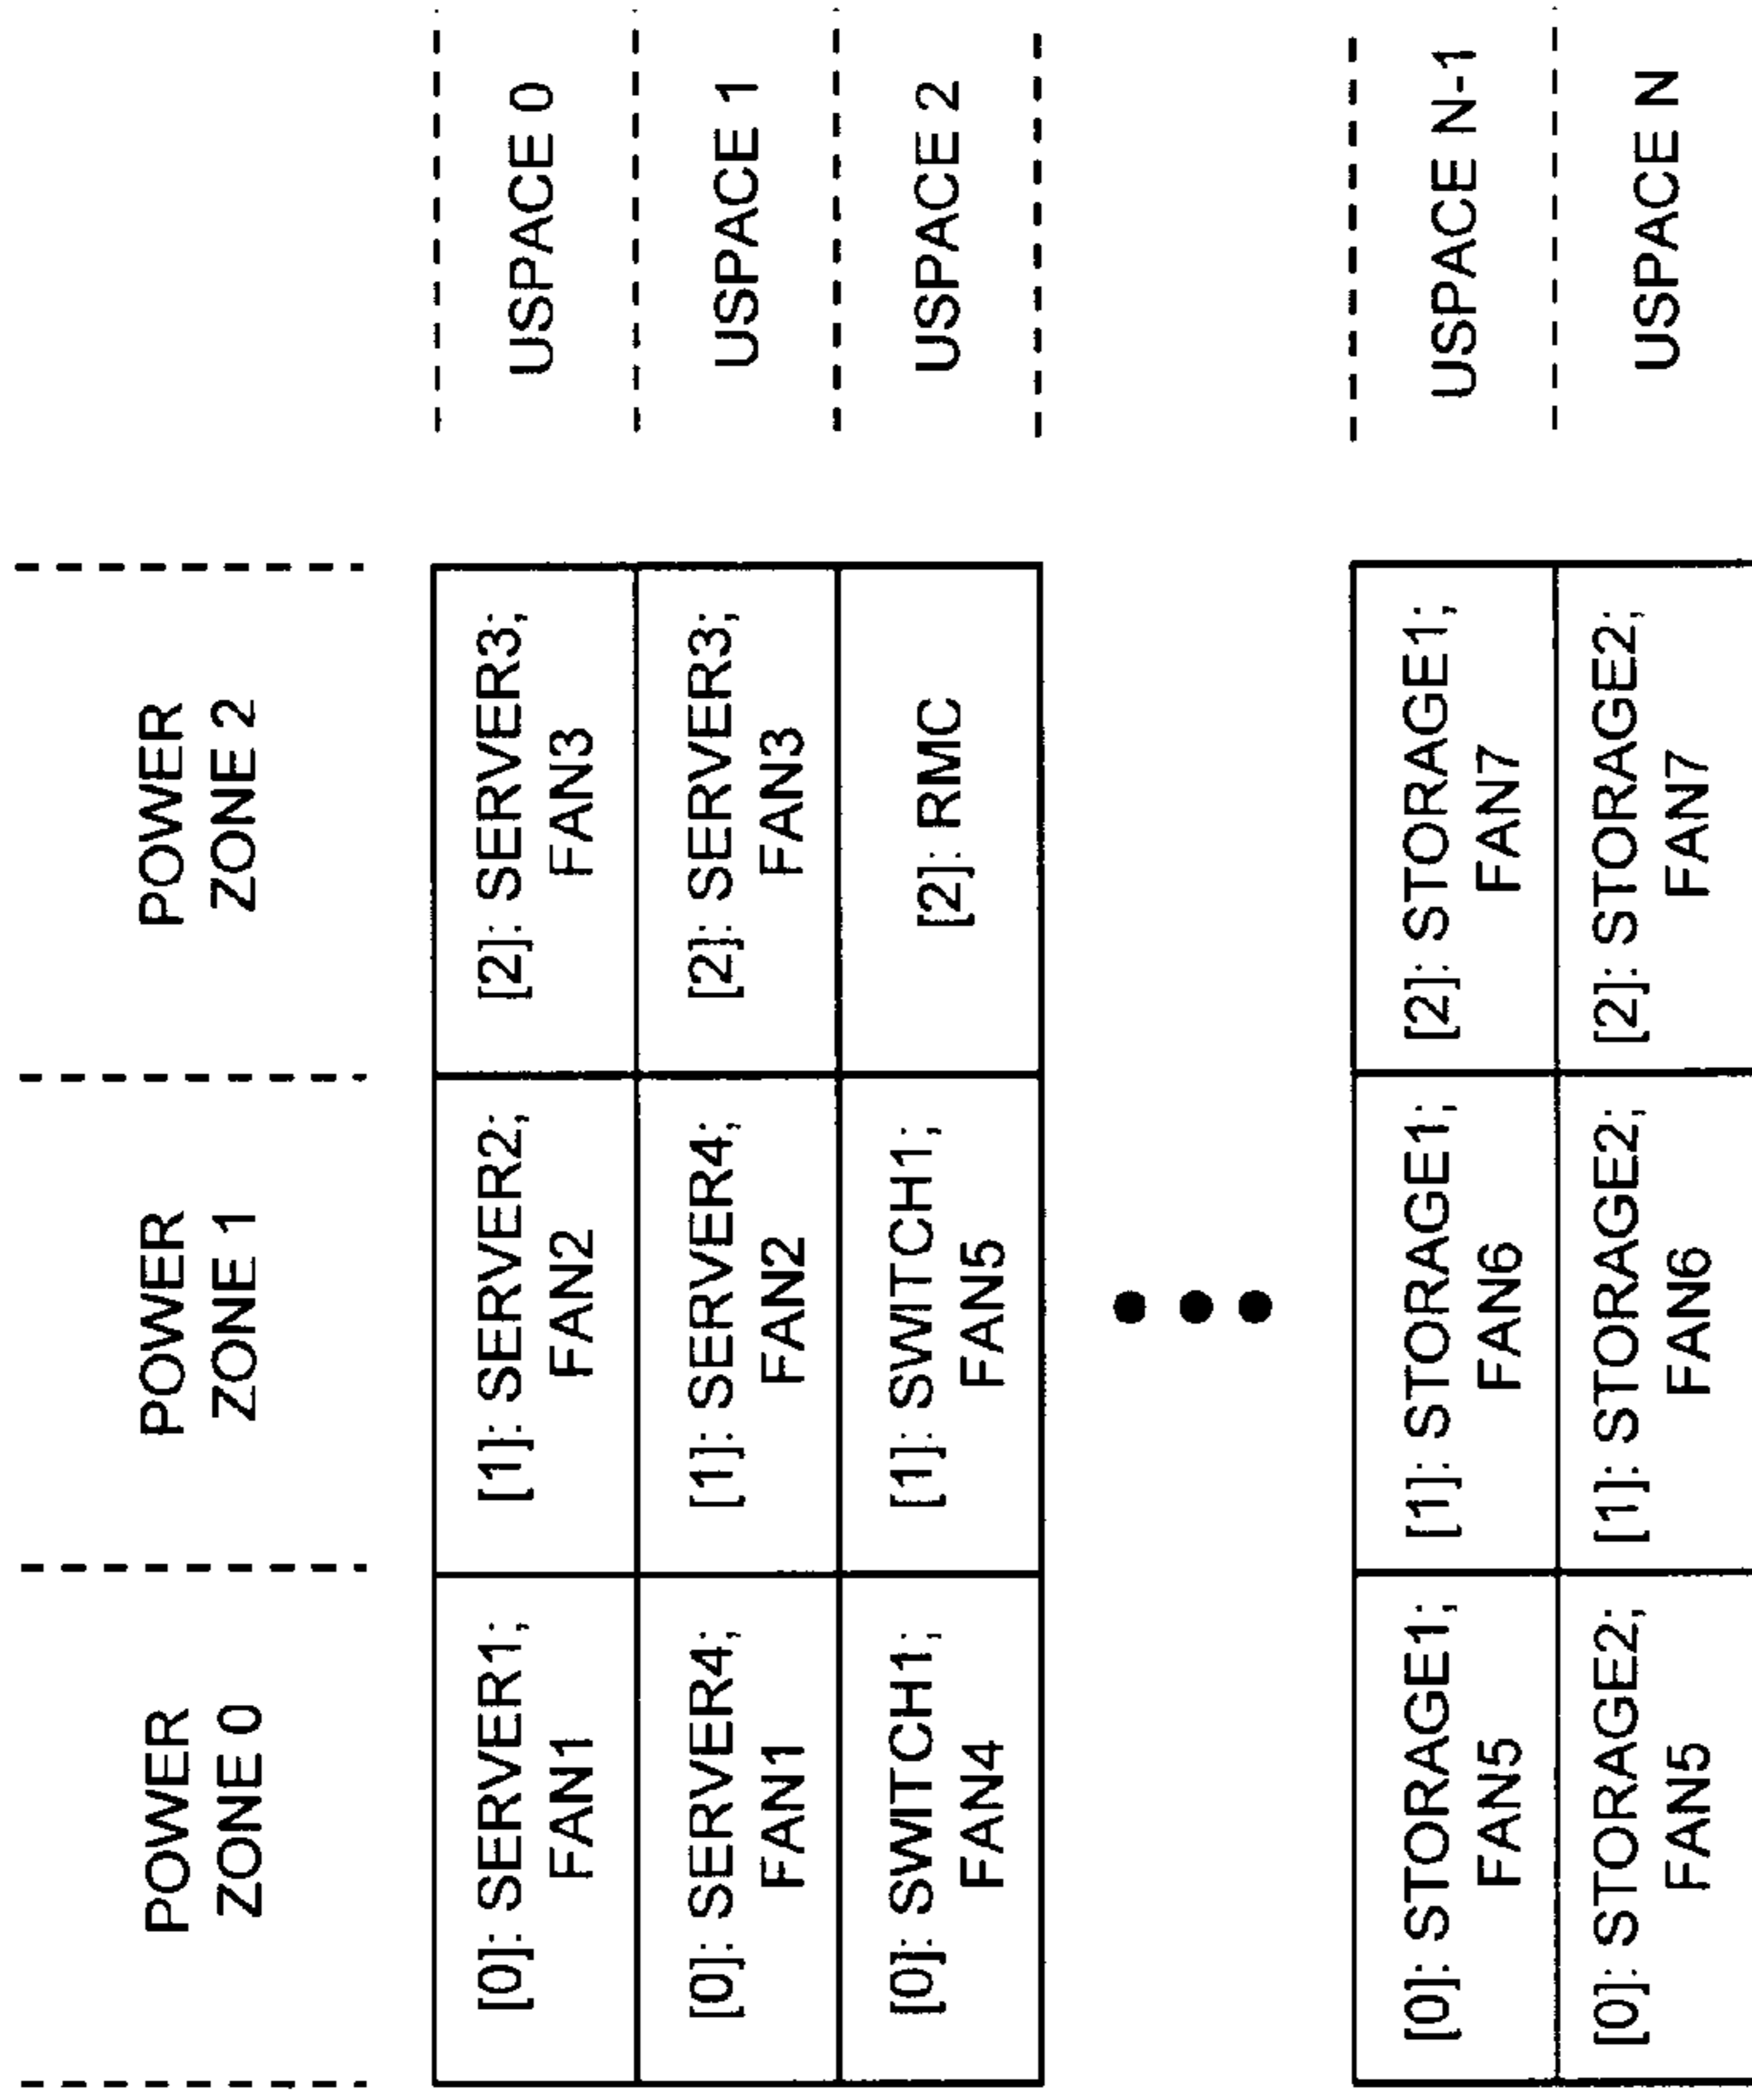 POWER
ZONE 0
POWER
ZONE 1
POWER
ZONE 2
[0]: SERVER1;
FAN1
[1]: SERVER2;
FAN2
[2]: SERVER3;
FAN3
USPACE 0
[0]: SERVER4;
FAN1
[1]: SERVER4;
FAN2
[2]: SERVER3;
FAN3
USPACE 1
[0]: SWITCH1;
FAN4
[1]: SWITCH1;
FAN5
[2]: RMC
USPACE 2
[0]: STORAGE1;
FAN5
[1]: STORAGE1;
FAN6
[2]: STORAGE1;
FAN7
USPACE N-1
[0]: STORAGE2;
FAN5
[1]: STORAGE2;
FAN6
[2]: STORAGE2;
FAN7
USPACE N